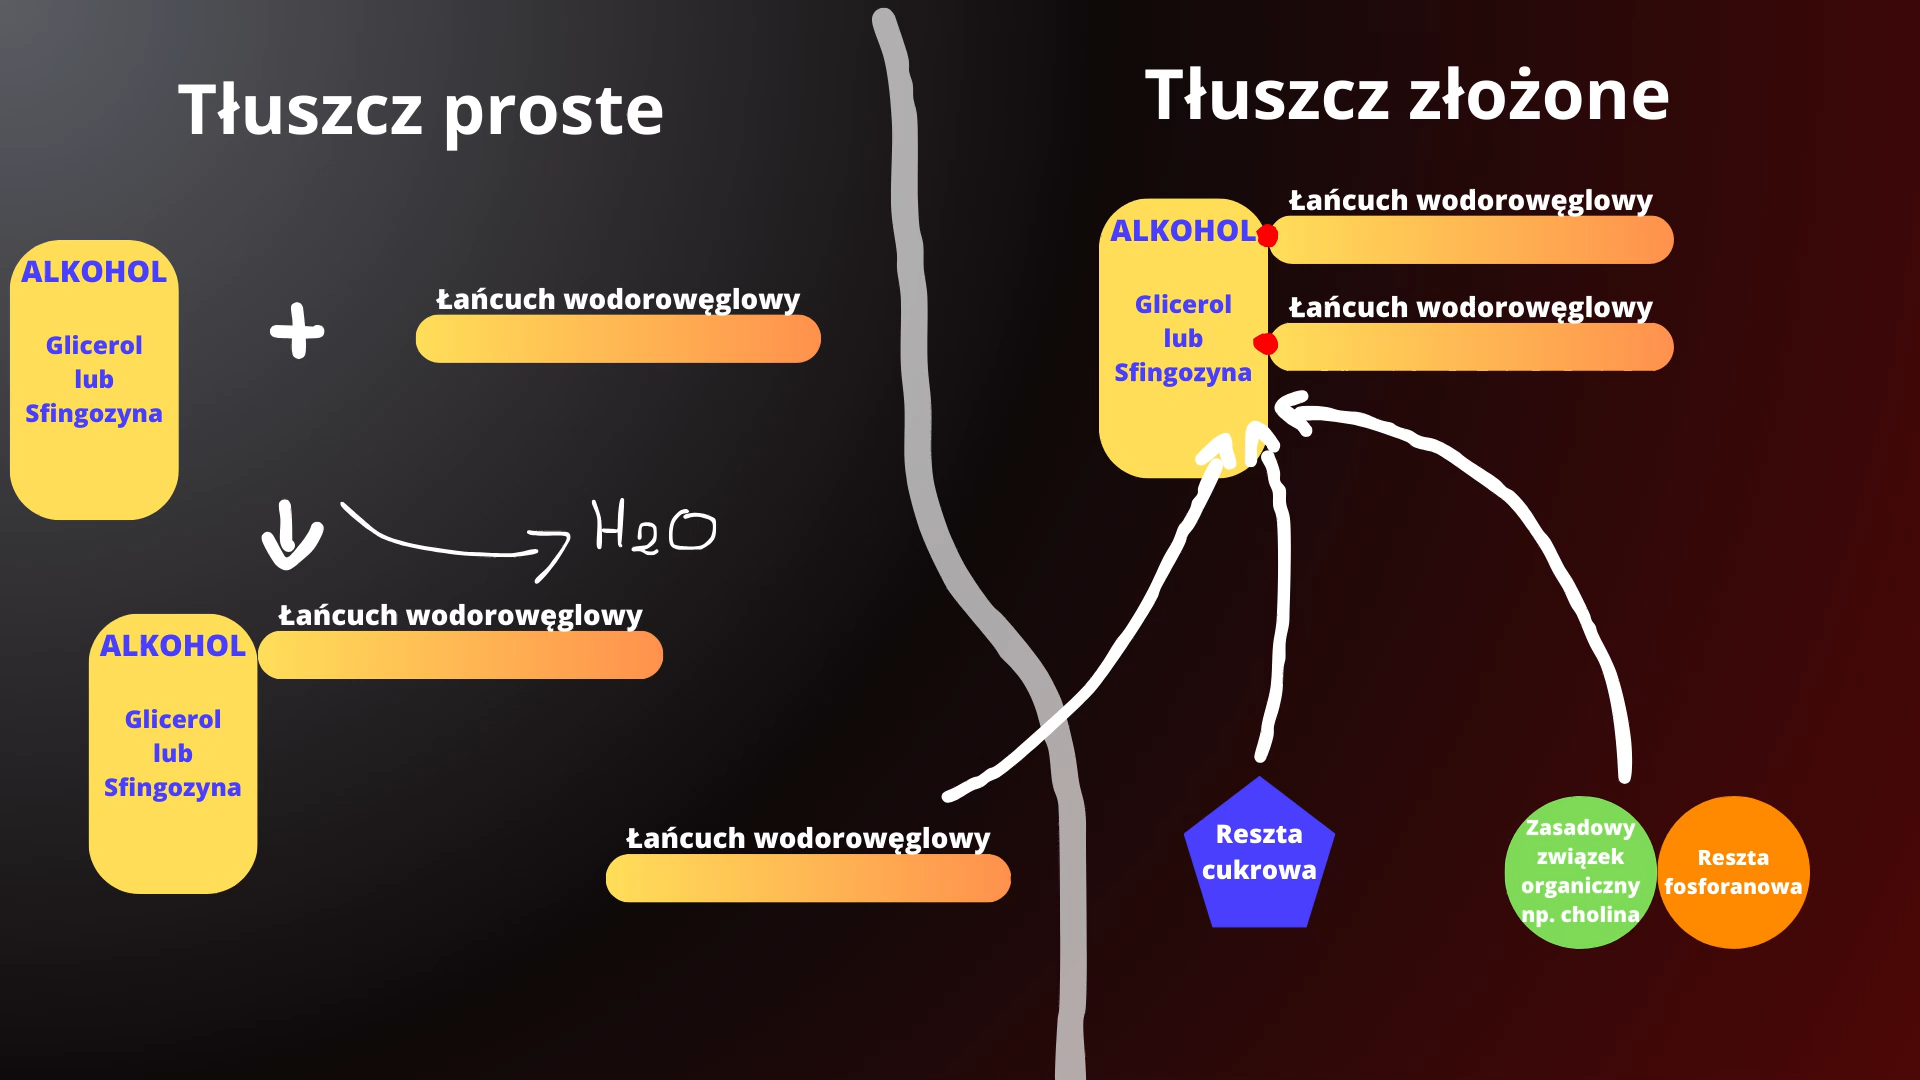 Tłuszcz proste
ALKOHOL
Glicerol
lub
Sfingozyna
Łańcuch wodorowęglowy
H2O
ALKOHOL
Glicerol
lub
Sfingozyna
Łańcuch wodorowęglowy
Łańcuch wodorowęglowy
Tłuszcz złożone
ALKOHOL
Glicerol
lub
Sfingozyna
Łańcuch wodorowęglowy
Łańcuch wodorowęglowy
Reszta
cukrowa
Zasadowy
związek
organiczny
np. cholina
Reszta
fosforanowa